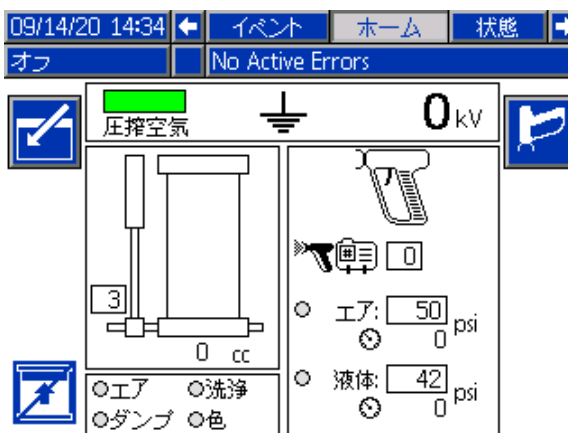 09/14/20 14:34 イベント ホーム 状態
オフ No Active Errors
圧搾空気 0 kV
0
3
エア: 50 psi
0
0 cc
液体: 42 psi
0
エア 洗浄
ダンプ 色